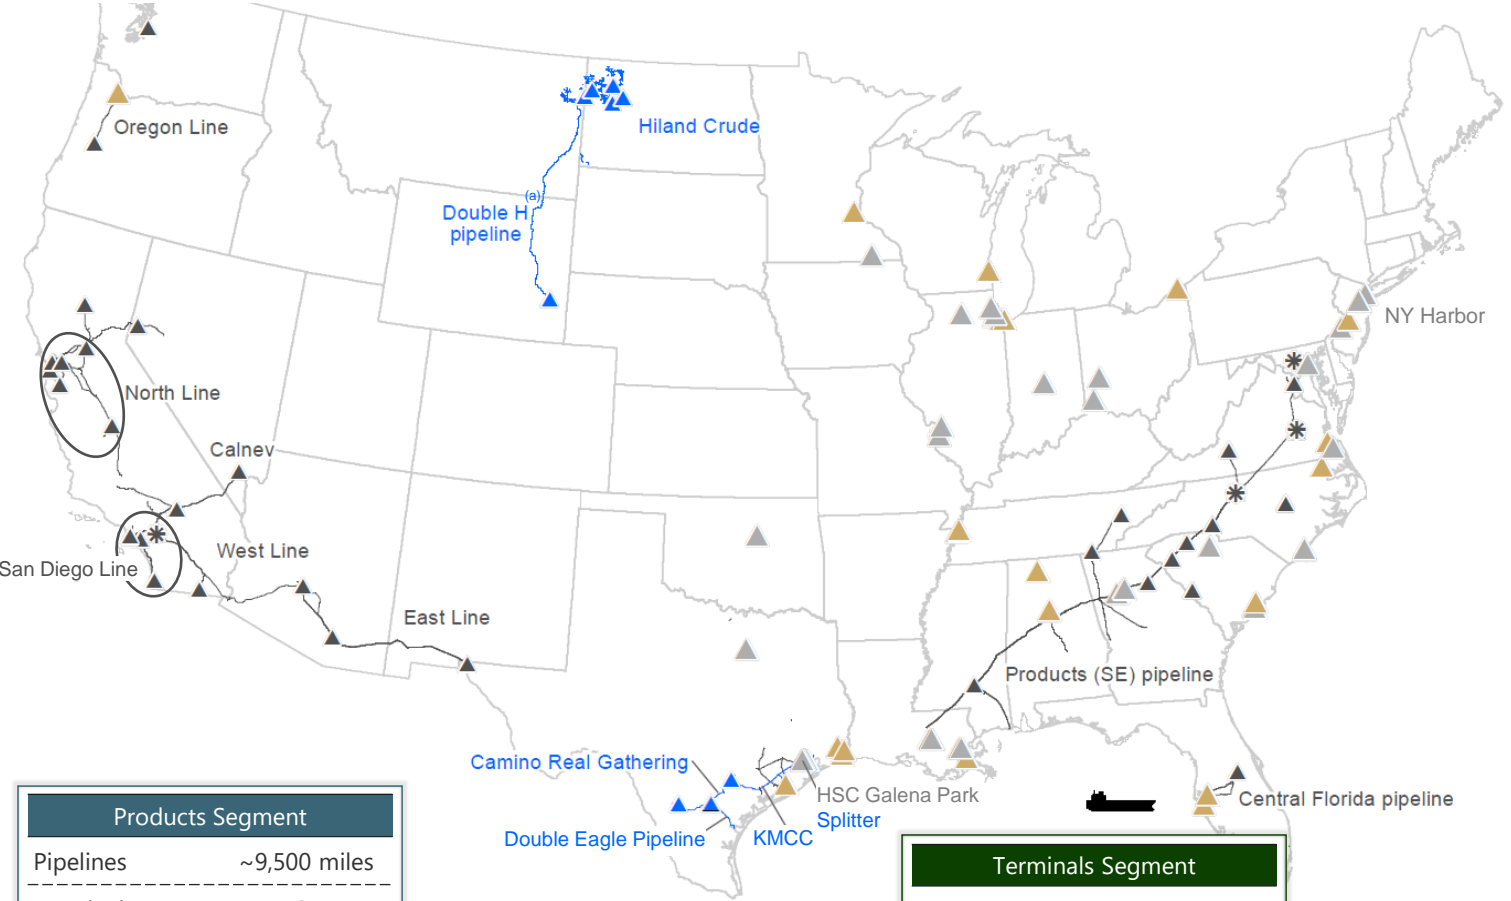 Oregon Line
Hiland Crude
(a)
Double H
pipeline
NY Harbor
North Line
Calnev
West Line
San Diego Line
East Line
Products (SE) pipeline
Camino Real Gathering
HSC Galena Park
Splitter
Central Florida pipeline
Double Eagle Pipeline
KMCC
Products Segment
Pipelines ~9,500 miles
Terminals Segment